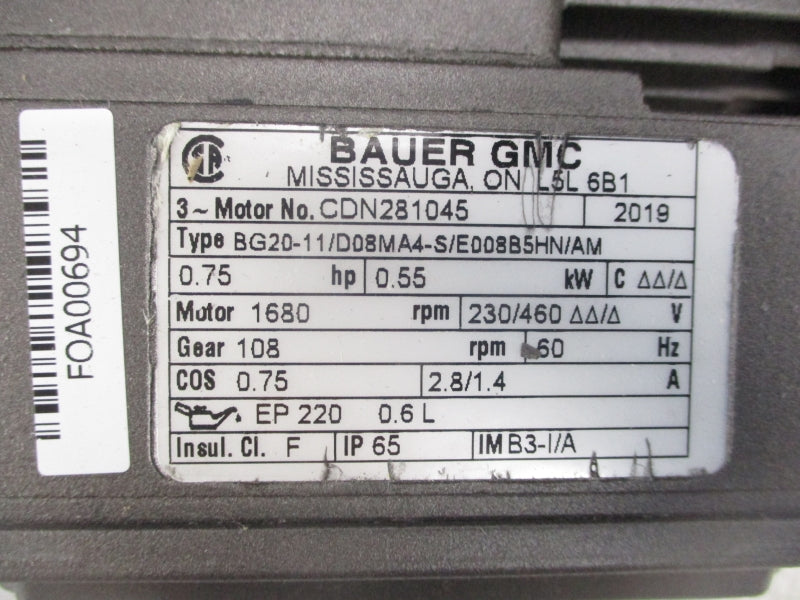 FOA00694
BAUER GMC
MISSISSAUGA, ON L5L 6B1
3~ Motor No. CDN281045 2019
Type BG20-11/D08MA4-S/E008B5HN/AM
0.75 hp 0.55 kW C ΔΔ/Δ
Motor 1680 rpm 230/460 ΔΔ/Δ V
Gear 108 rpm 60 Hz
COS 0.75 2.8/1.4 A
EP 220 0.6 L
Insul. Cl. F IP 65 IM B3-I/A